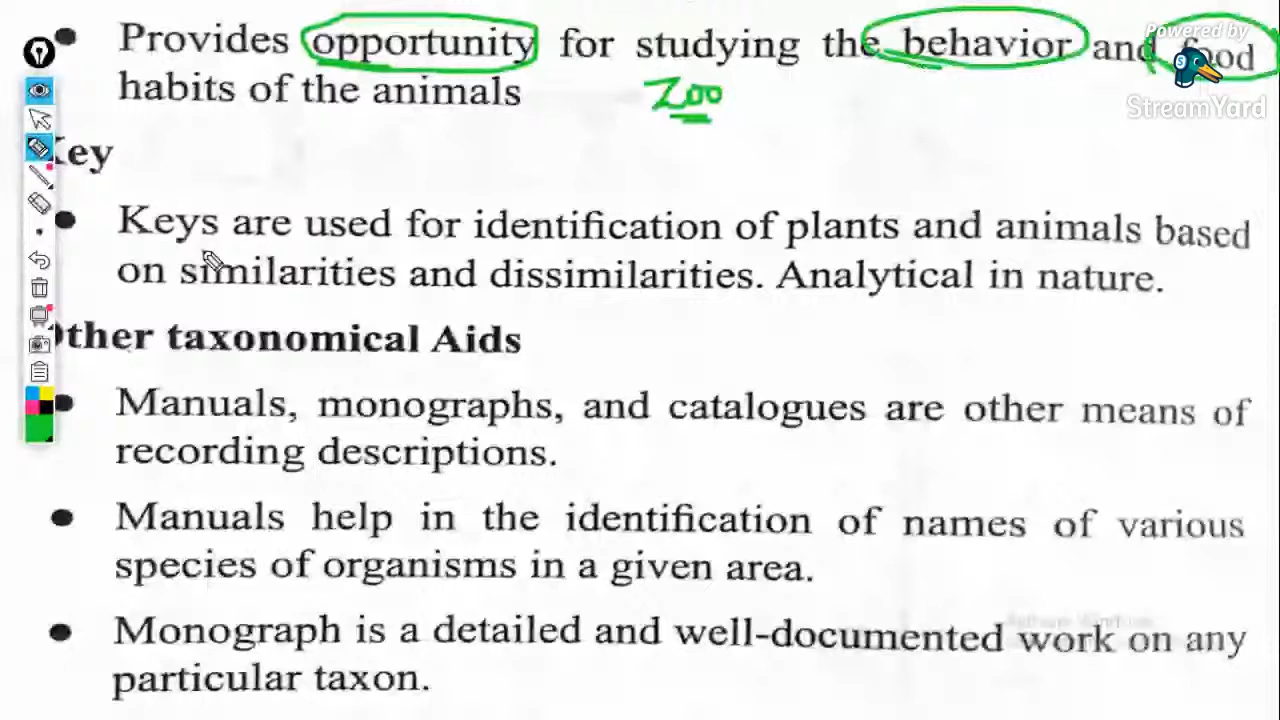 Provides opportunity for studying the behavior and food
habits of the animals
Zoo
Key
Keys are used for identification of plants and animals based
on similarities and dissimilarities. Analytical in nature.
Other taxonomical Aids
Manuals, monographs, and catalogues are other means of
recording descriptions.
Manuals help in the identification of names of various
species of organisms in a given area.
Monograph is a detailed and well-documented work on any
particular taxon.
Powered by
StreamYard